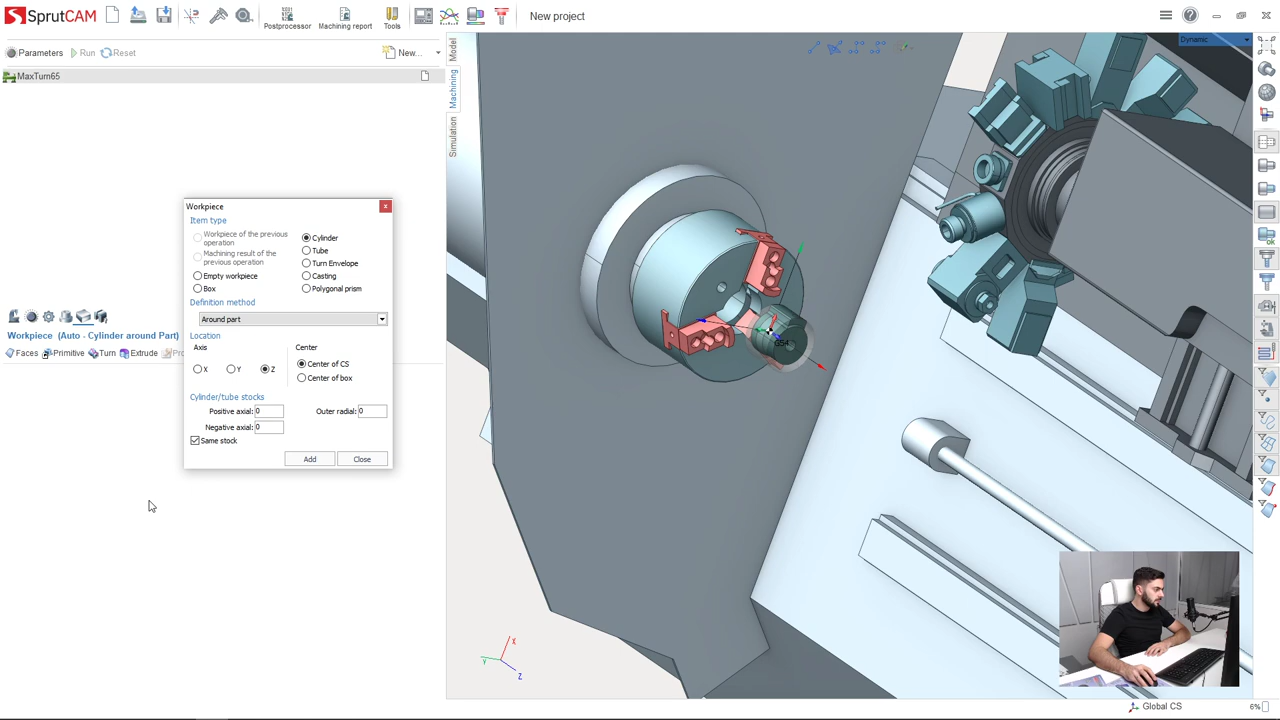 SprutCAM
Postprocessor
Machining report
Tools
New project
Parameters
Run
Reset
New...
MaxTurn65
Model
Machining
Simulation
Dynamic
Workpiece
Item type
Workpiece of the previous operation
Machining result of the previous operation
Empty workpiece
Box
Cylinder
Tube
Turn Envelope
Casting
Polygonal prism
Definition method
Around part
Location
Axis
X
Y
Z
Center
Center of CS
Center of box
Cylinder/tube stocks
Positive axial: 0
Outer radial: 0
Negative axial: 0
Same stock
Add
Close
Workpiece (Auto - Cylinder around Part)
Faces
Primitive
Turn
Extrude
G54
X
Y
Z
ok
Global CS
6%